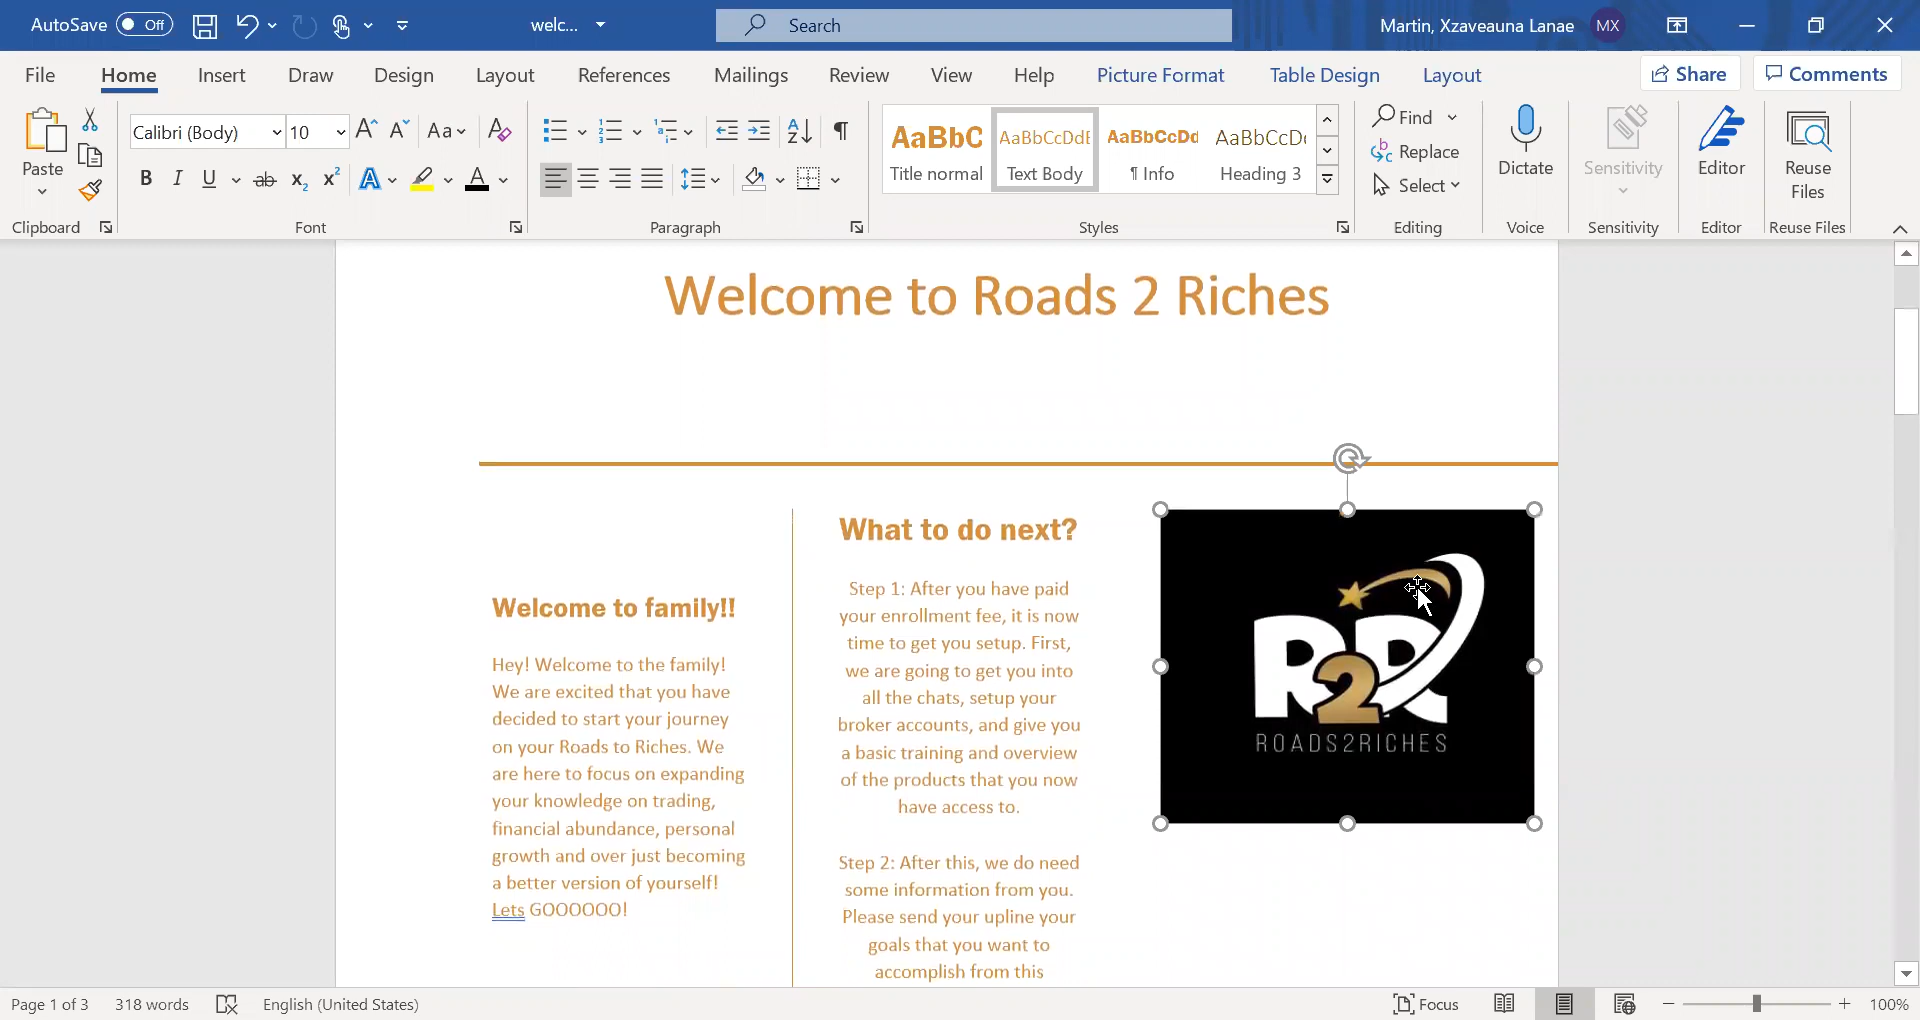 AutoSave Off welc... Search Martin, Xzaveauna Lanae MX
File Home Insert Draw Design Layout References Mailings Review View Help Picture Format Table Design Layout Share Comments
Paste
Calibri (Body) 10
AaBbC AaBbCcDdE AaBbCcDd AaBbCcD
Title normal Text Body ¶ Info Heading 3
Find
Replace
Select
Dictate
Sensitivity
Editor
Reuse
Files
Clipboard Font Paragraph Styles Editing Voice Sensitivity Editor Reuse Files
Welcome to Roads 2 Riches
Welcome to family!!
Hey! Welcome to the family!
We are excited that you have
decided to start your journey
on your Roads to Riches. We
are here to focus on expanding
your knowledge on trading,
financial abundance, personal
growth and over just becoming
a better version of yourself!
Lets GOOOOOO!
What to do next?
Step 1: After you have paid
your enrollment fee, it is now
time to get you setup. First,
we are going to get you into
all the chats, setup your
broker accounts, and give you
a basic training and overview
of the products that you now
have access to.
Step 2: After this, we do need
some information from you.
Please send your upline your
goals that you want to
accomplish from this
R2R
ROADS2RICHES
Page 1 of 3 318 words English (United States) Focus 100%